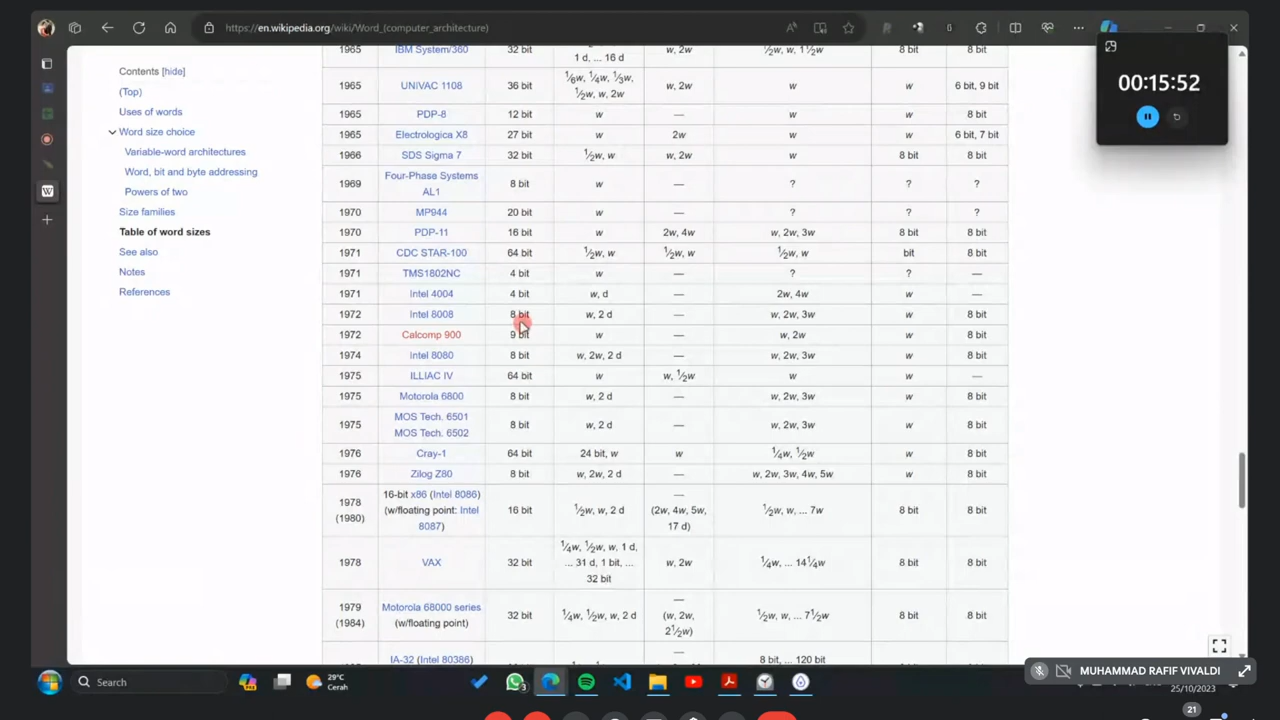 https://en.wikipedia.org/wiki/Word_(computer_architecture)
00:15:52
Contents [hide]
(Top)
Uses of words
Word size choice
Variable-word architectures
Word, bit and byte addressing
Powers of two
Size families
Table of word sizes
See also
Notes
References
1965 IBM System/360 32 bit 1 d, ... 16 d w, 2w ½w, w, 1½w 8 bit 8 bit
1965 UNIVAC 1108 36 bit ⅙w, ¼w, ⅓w, ½w, w, 2w w, 2w w w 6 bit, 9 bit
1965 PDP-8 12 bit w — w w 8 bit
1965 Electrologica X8 27 bit w 2w w w 6 bit, 7 bit
1966 SDS Sigma 7 32 bit ½w, w w, 2w w 8 bit 8 bit
1969 Four-Phase Systems AL1 8 bit w — ? ? ?
1970 MP944 20 bit w — ? ? ?
1970 PDP-11 16 bit w 2w, 4w w, 2w, 3w 8 bit 8 bit
1971 CDC STAR-100 64 bit ½w, w ½w, w ½w, w bit 8 bit
1971 TMS1802NC 4 bit w — ? ? —
1971 Intel 4004 4 bit w, d — 2w, 4w w —
1972 Intel 8008 8 bit w, 2 d — w, 2w, 3w w 8 bit
1972 Calcomp 900 9 bit w — w, 2w w 8 bit
1974 Intel 8080 8 bit w, 2w, 2 d — w, 2w, 3w w 8 bit
1975 ILLIAC IV 64 bit w w, ½w w w —
1975 Motorola 6800 8 bit w, 2 d — w, 2w, 3w w 8 bit
1975 MOS Tech. 6501 MOS Tech. 6502 8 bit w, 2 d — w, 2w, 3w w 8 bit
1976 Cray-1 64 bit 24 bit, w w ¼w, ½w w 8 bit
1976 Zilog Z80 8 bit w, 2w, 2 d — w, 2w, 3w, 4w, 5w w 8 bit
1978 (1980) 16-bit x86 (Intel 8086) (w/floating point: Intel 8087) 16 bit ½w, w, 2 d — (2w, 4w, 5w, 17 d) ½w, w, ... 7w 8 bit 8 bit
1978 VAX 32 bit ¼w, ½w, w, 1 d, ... 31 d, 1 bit, ... 32 bit w, 2w ¼w, ... 14¼w 8 bit 8 bit
1979 (1984) Motorola 68000 series (w/floating point) 32 bit ¼w, ½w, w, 2 d — (w, 2w, 2½w) ½w, w, ... 7½w 8 bit 8 bit
IA-32 (Intel 80386) — 8 bit, ... 120 bit
MUHAMMAD RAFIF VIVALDI
Search
29°C
Cerah
3
25/10/2023
21